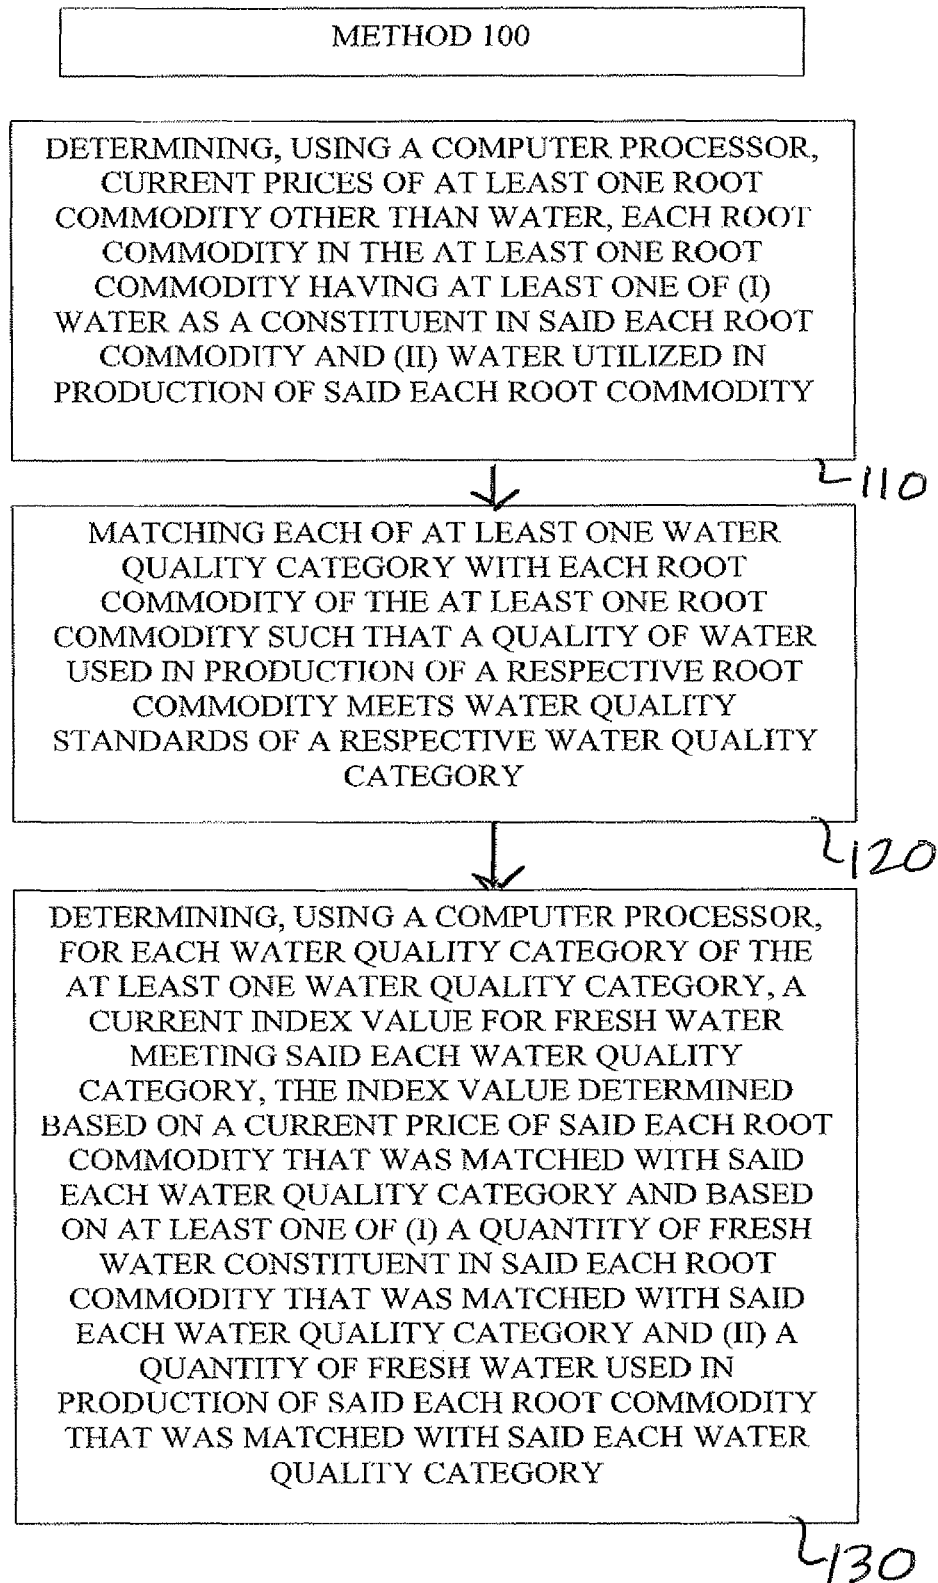 METHOD 100
DETERMINING, USING A COMPUTER PROCESSOR,
CURRENT PRICES OF AT LEAST ONE ROOT
COMMODITY OTHER THAN WATER, EACH ROOT
COMMODITY IN THE AT LEAST ONE ROOT
COMMODITY HAVING AT LEAST ONE OF (I)
WATER AS A CONSTITUENT IN SAID EACH ROOT
COMMODITY AND (II) WATER UTILIZED IN
PRODUCTION OF SAID EACH ROOT COMMODITY
110
MATCHING EACH OF AT LEAST ONE WATER
QUALITY CATEGORY WITH EACH ROOT
COMMODITY OF THE AT LEAST ONE ROOT
COMMODITY SUCH THAT A QUALITY OF WATER
USED IN PRODUCTION OF A RESPECTIVE ROOT
COMMODITY MEETS WATER QUALITY
STANDARDS OF A RESPECTIVE WATER QUALITY
CATEGORY
120
DETERMINING, USING A COMPUTER PROCESSOR,
FOR EACH WATER QUALITY CATEGORY OF THE
AT LEAST ONE WATER QUALITY CATEGORY, A
CURRENT INDEX VALUE FOR FRESH WATER
MEETING SAID EACH WATER QUALITY
CATEGORY, THE INDEX VALUE DETERMINED
BASED ON A CURRENT PRICE OF SAID EACH ROOT
COMMODITY THAT WAS MATCHED WITH SAID
EACH WATER QUALITY CATEGORY AND BASED
ON AT LEAST ONE OF (I) A QUANTITY OF FRESH
WATER CONSTITUENT IN SAID EACH ROOT
COMMODITY THAT WAS MATCHED WITH SAID
EACH WATER QUALITY CATEGORY AND (II) A
QUANTITY OF FRESH WATER USED IN
PRODUCTION OF SAID EACH ROOT COMMODITY
THAT WAS MATCHED WITH SAID EACH WATER
QUALITY CATEGORY
130